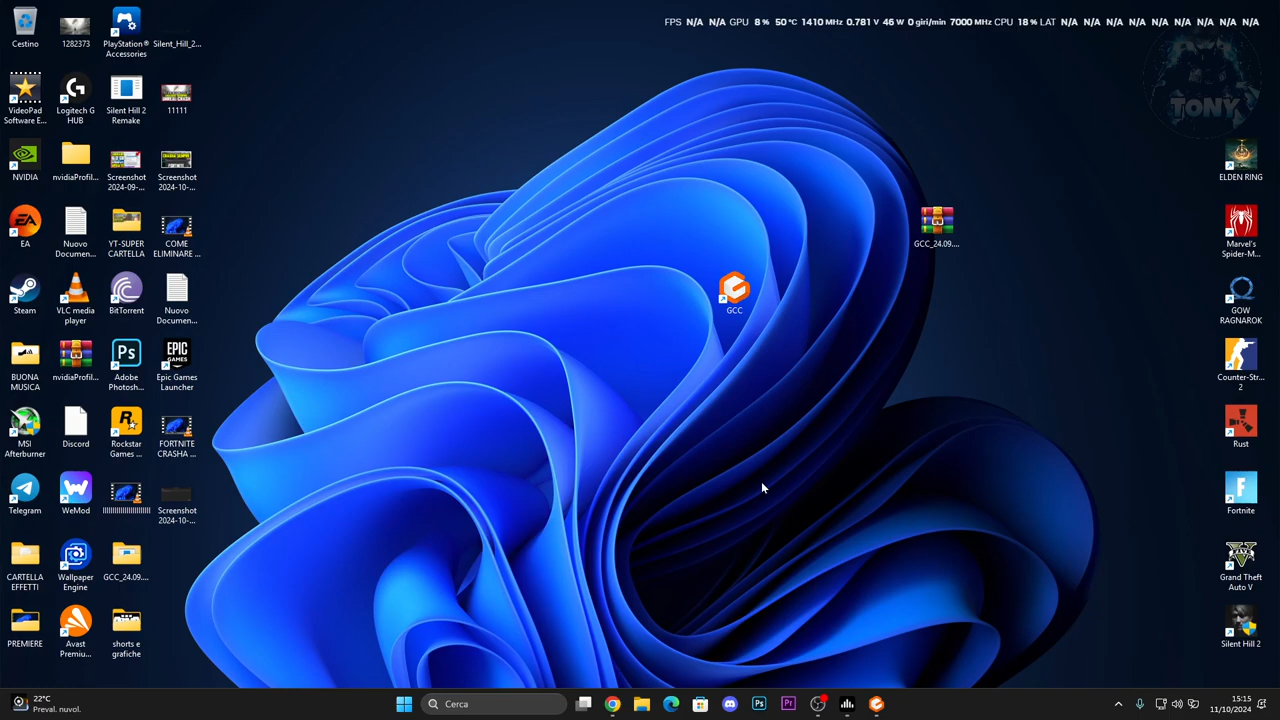 FPS N/A N/A GPU 8 % 50 °C 1410 MHz 0.781 V 46 W 0 giri/min 7000 MHz CPU 18 % LAT N/A N/A N/A N/A N/A N/A N/A N/A N/A
TONY
Cestino
1282373
PlayStation®
Accessories
Silent_Hill_2...
VideoPad
Software E...
Logitech G
HUB
Silent Hill 2
Remake
11111
NVIDIA
nvidiaProfil...
Screenshot
2024-09-...
Screenshot
2024-10-...
EA
Nuovo
Documen...
YT-SUPER
CARTELLA
COME
ELIMINARE ...
Steam
VLC media
player
BitTorrent
Nuovo
Documen...
BUONA
MUSICA
nvidiaProfil...
Adobe
Photosh...
Epic Games
Launcher
MSI
Afterburner
Discord
Rockstar
Games ...
FORTNITE
CRASHA ...
Telegram
WeMod
Screenshot
2024-10-...
CARTELLA
EFFETTI
Wallpaper
Engine
GCC_24.09....
PREMIERE
Avast
Premiu...
shorts e
grafiche
GCC
GCC_24.09....
ELDEN RING
Marvel's
Spider-M...
GOW
RAGNAROK
Counter-Str...
2
Rust
Fortnite
Grand Theft
Auto V
Silent Hill 2
22°C
Preval. nuvol.
Cerca
15:15
11/10/2024